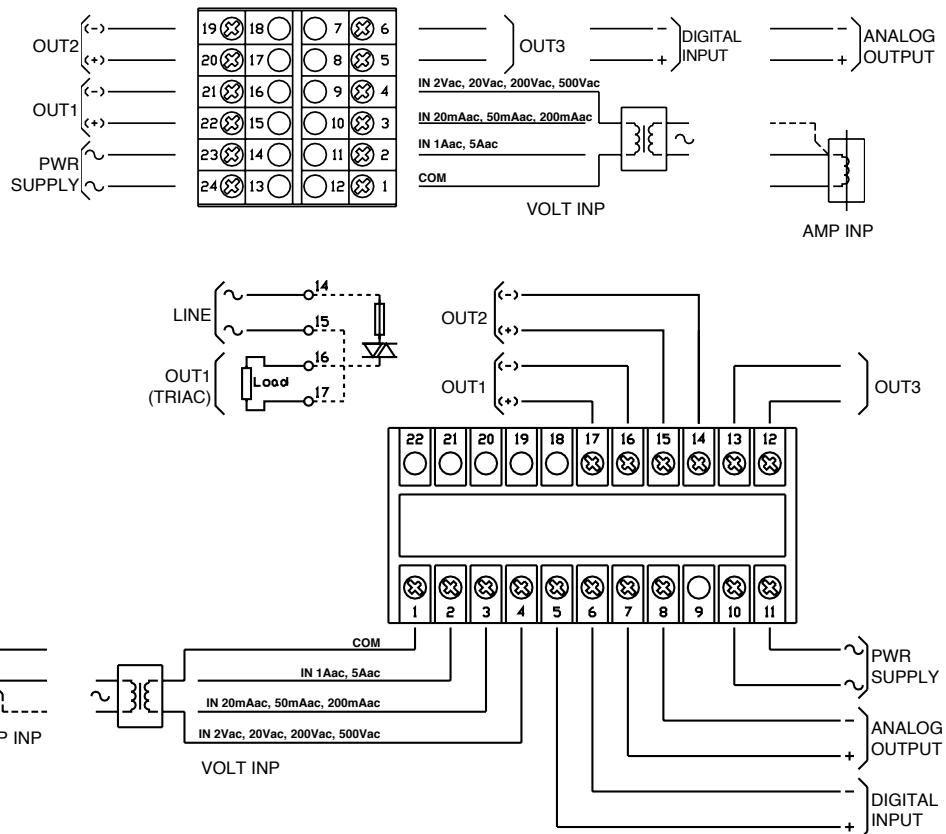 OUT2
(-)
(+)
OUT1
(-)
(+)
PWR
SUPPLY
19 18 7 6
20 17 8 5
21 16 9 4
22 15 10 3
23 14 11 2
24 13 12 1
OUT3
-
+
DIGITAL
INPUT
-
+
ANALOG
OUTPUT
IN 2Vac, 20Vac, 200Vac, 500Vac
IN 20mAac, 50mAac, 200mAac
IN 1Aac, 5Aac
COM
VOLT INP
AMP INP
LINE
14
15
OUT1
(TRIAC)
Load
16
17
OUT2
(-)
(+)
OUT1
(-)
(+)
OUT3
22 21 20 19 18 17 16 15 14 13 12
1 2 3 4 5 6 7 8 9 10 11
COM
IN 1Aac, 5Aac
IN 20mAac, 50mAac, 200mAac
IN 2Vac, 20Vac, 200Vac, 500Vac
P INP
VOLT INP
PWR
SUPPLY
-
+
ANALOG
OUTPUT
-
+
DIGITAL
INPUT